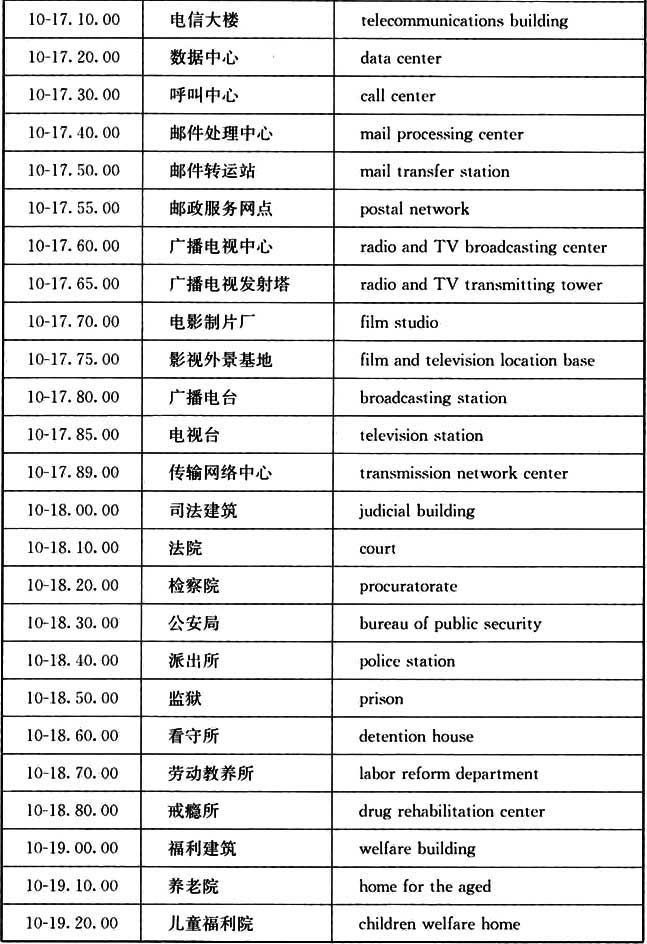 10-17.10.00 电信大楼 telecommunications building
10-17.20.00 数据中心 data center
10-17.30.00 呼叫中心 call center
10-17.40.00 邮件处理中心 mail processing center
10-17.50.00 邮件转运站 mail transfer station
10-17.55.00 邮政服务网点 postal network
10-17.60.00 广播电视中心 radio and TV broadcasting center
10-17.65.00 广播电视发射塔 radio and TV transmitting tower
10-17.70.00 电影制片厂 film studio
10-17.75.00 影视外景基地 film and television location base
10-17.80.00 广播电台 broadcasting station
10-17.85.00 电视台 television station
10-17.89.00 传输网络中心 transmission network center
10-18.00.00 司法建筑 judicial building
10-18.10.00 法院 court
10-18.20.00 检察院 procuratorate
10-18.30.00 公安局 bureau of public security
10-18.40.00 派出所 police station
10-18.50.00 监狱 prison
10-18.60.00 看守所 detention house
10-18.70.00 劳动教养所 labor reform department
10-18.80.00 戒瘾所 drug rehabilitation center
10-19.00.00 福利建筑 welfare building
10-19.10.00 养老院 home for the aged
10-19.20.00 儿童福利院 children welfare home